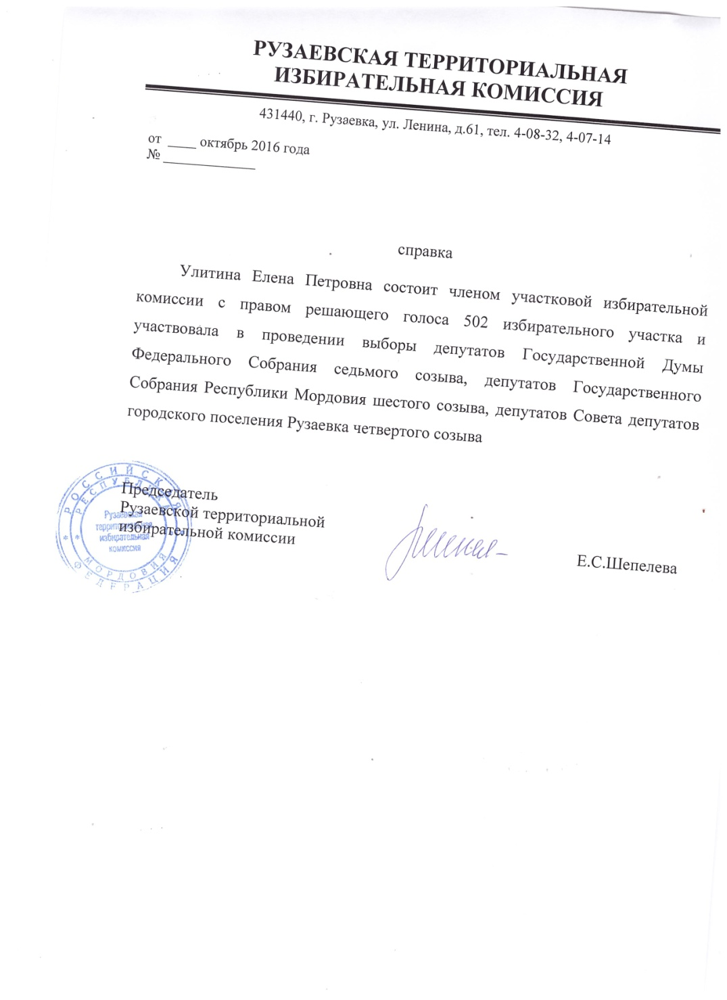 РУЗАЕВСКАЯ ТЕРРИТОРИАЛЬНАЯ
ИЗБИРАТЕЛЬНАЯ КОМИССИЯ
431440, г. Рузаевка, ул. Ленина, д.61, тел. 4-08-32, 4-07-14
от ____ октябрь 2016 года
№ _____________
справка
Улитина Елена Петровна состоит членом участковой избирательной
комиссии с правом решающего голоса 502 избирательного участка и
участвовала в проведении выборы депутатов Государственной Думы
Федерального Собрания седьмого созыва, депутатов Государственного
Собрания Республики Мордовия шестого созыва, депутатов Совета депутатов
городского поселения Рузаевка четвертого созыва
Председатель
Рузаевской территориальной
избирательной комиссии
Е.С.Шепелева
РОССИЙСКАЯ ФЕДЕРАЦИЯ
РЕСПУБЛИКА МОРДОВИЯ
Рузаевская
территориальная
избирательная
комиссия